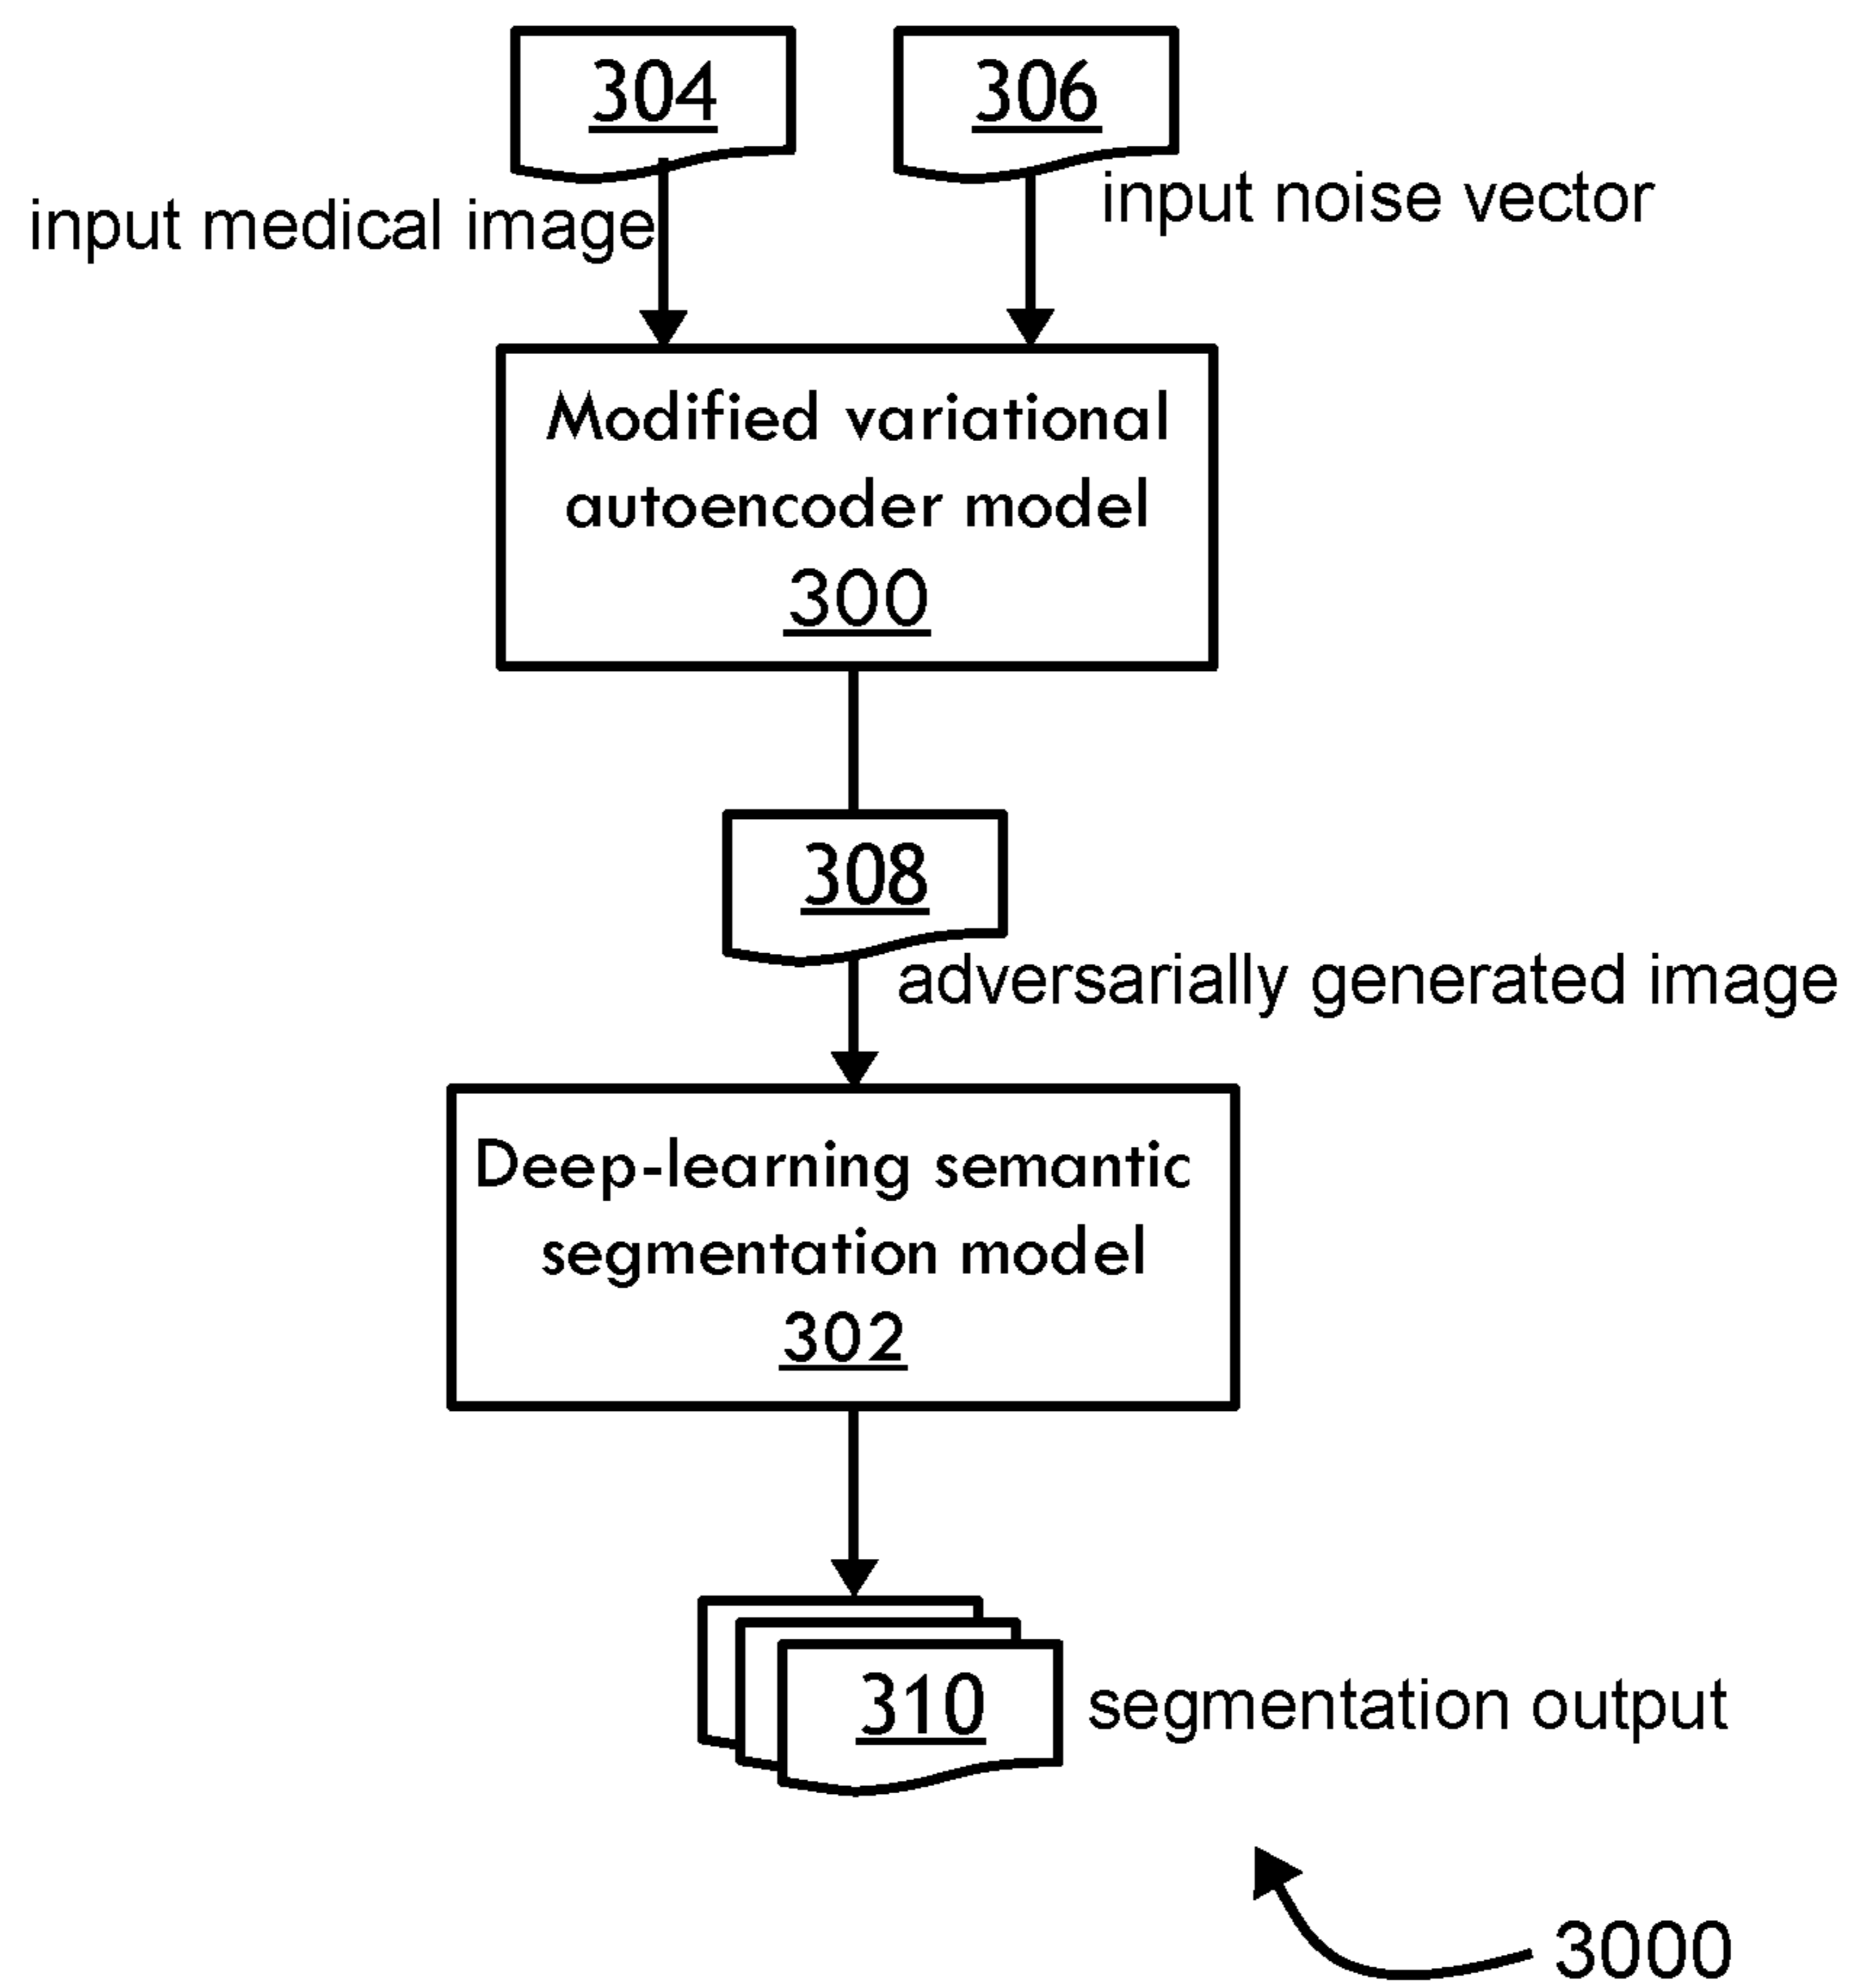 304
306
input medical image
input noise vector
Modified variational
autoencoder model
300
308
adversarially generated image
Deep-learning semantic
segmentation model
302
310
segmentation output
3000